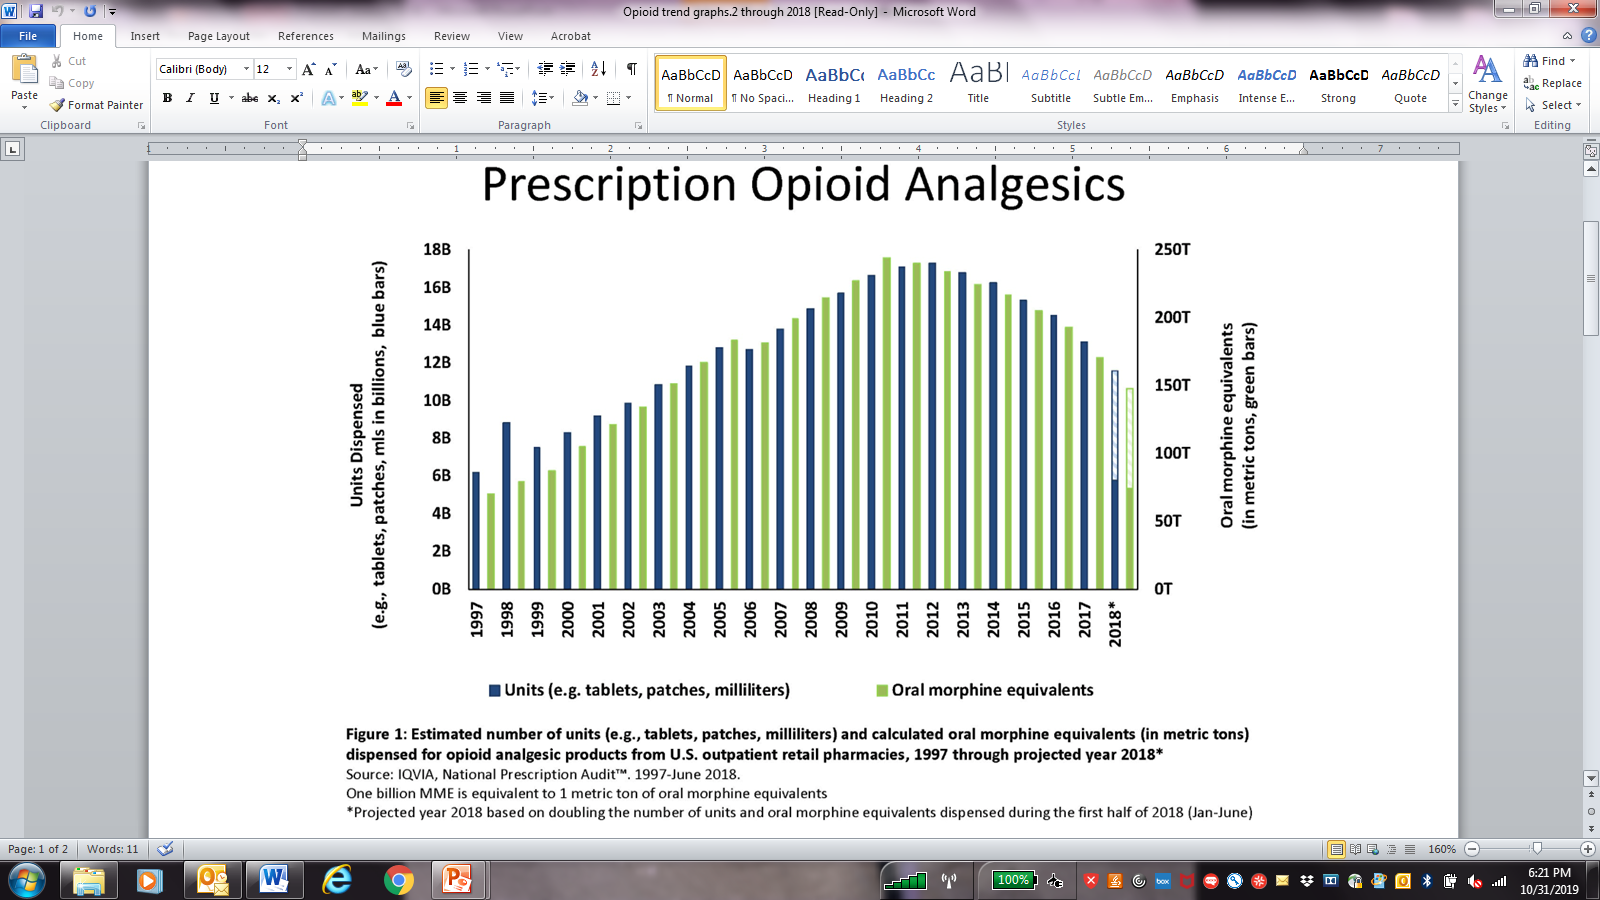 Opioid trend graphs.2 through 2018 [Read-Only] - Microsoft Word
File Home Insert Page Layout References Mailings Review View Acrobat
Paste
Cut
Copy
Format Painter
Clipboard
Calibri (Body) 12
Font
Paragraph
AaBbCcD AaBbCcD AaBbC AaBbCc AaB AaBbCcL AaBbCcD AaBbCcD AaBbCcD AaBbCcD AaBbCcD
¶ Normal ¶ No Spaci... Heading 1 Heading 2 Title Subtitle Subtle Em... Emphasis Intense E... Strong Quote
Styles
Change
Styles
Find
Replace
Select
Editing
1 1 2 3 4 5 6 7
Prescription Opioid Analgesics
Units Dispensed
(e.g., tablets, patches, mls in billions, blue bars)
18B
16B
14B
12B
10B
8B
6B
4B
2B
0B
250T
200T
150T
100T
50T
0T
Oral morphine equivalents
(in metric tons, green bars)
1997 1998 1999 2000 2001 2002 2003 2004 2005 2006 2007 2008 2009 2010 2011 2012 2013 2014 2015 2016 2017 2018*
Units (e.g. tablets, patches, milliliters) Oral morphine equivalents
Figure 1: Estimated number of units (e.g., tablets, patches, milliliters) and calculated oral morphine equivalents (in metric tons)
dispensed for opioid analgesic products from U.S. outpatient retail pharmacies, 1997 through projected year 2018*
Source: IQVIA, National Prescription Audit™. 1997-June 2018.
One billion MME is equivalent to 1 metric ton of oral morphine equivalents
*Projected year 2018 based on doubling the number of units and oral morphine equivalents dispensed during the first half of 2018 (Jan-June)
Page: 1 of 2 Words: 11 160%
100%
6:21 PM
10/31/2019